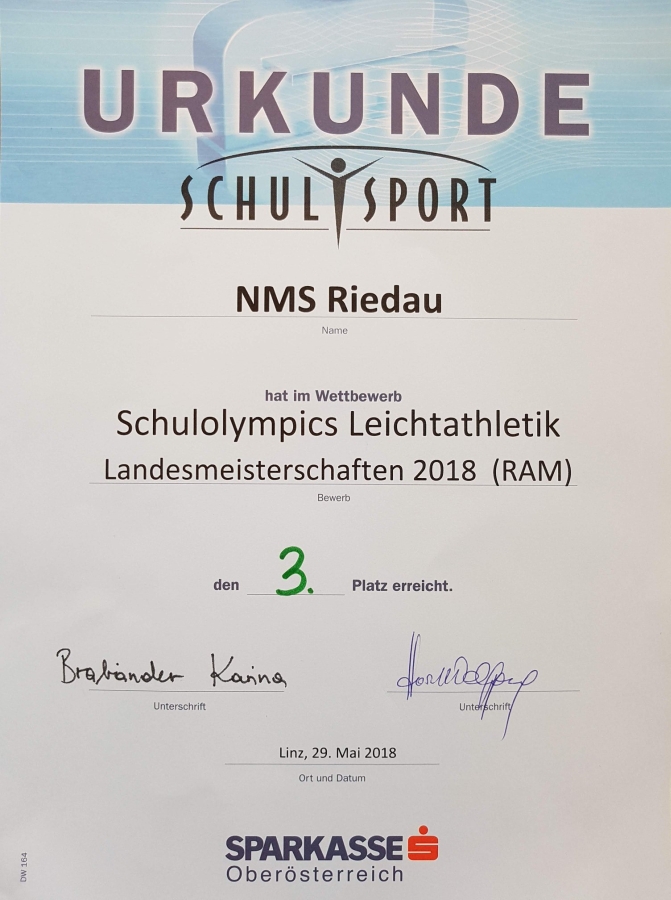 URKUNDE
SCHULSPORT
NMS Riedau
Name
hat im Wettbewerb
Schulolympics Leichtathletik
Landesmeisterschaften 2018 (RAM)
Bewerb
den 3. Platz erreicht.
Brabänder Karina
Unterschrift Unterschrift
Linz, 29. Mai 2018
Ort und Datum
SPARKASSE
Oberösterreich
DW 164